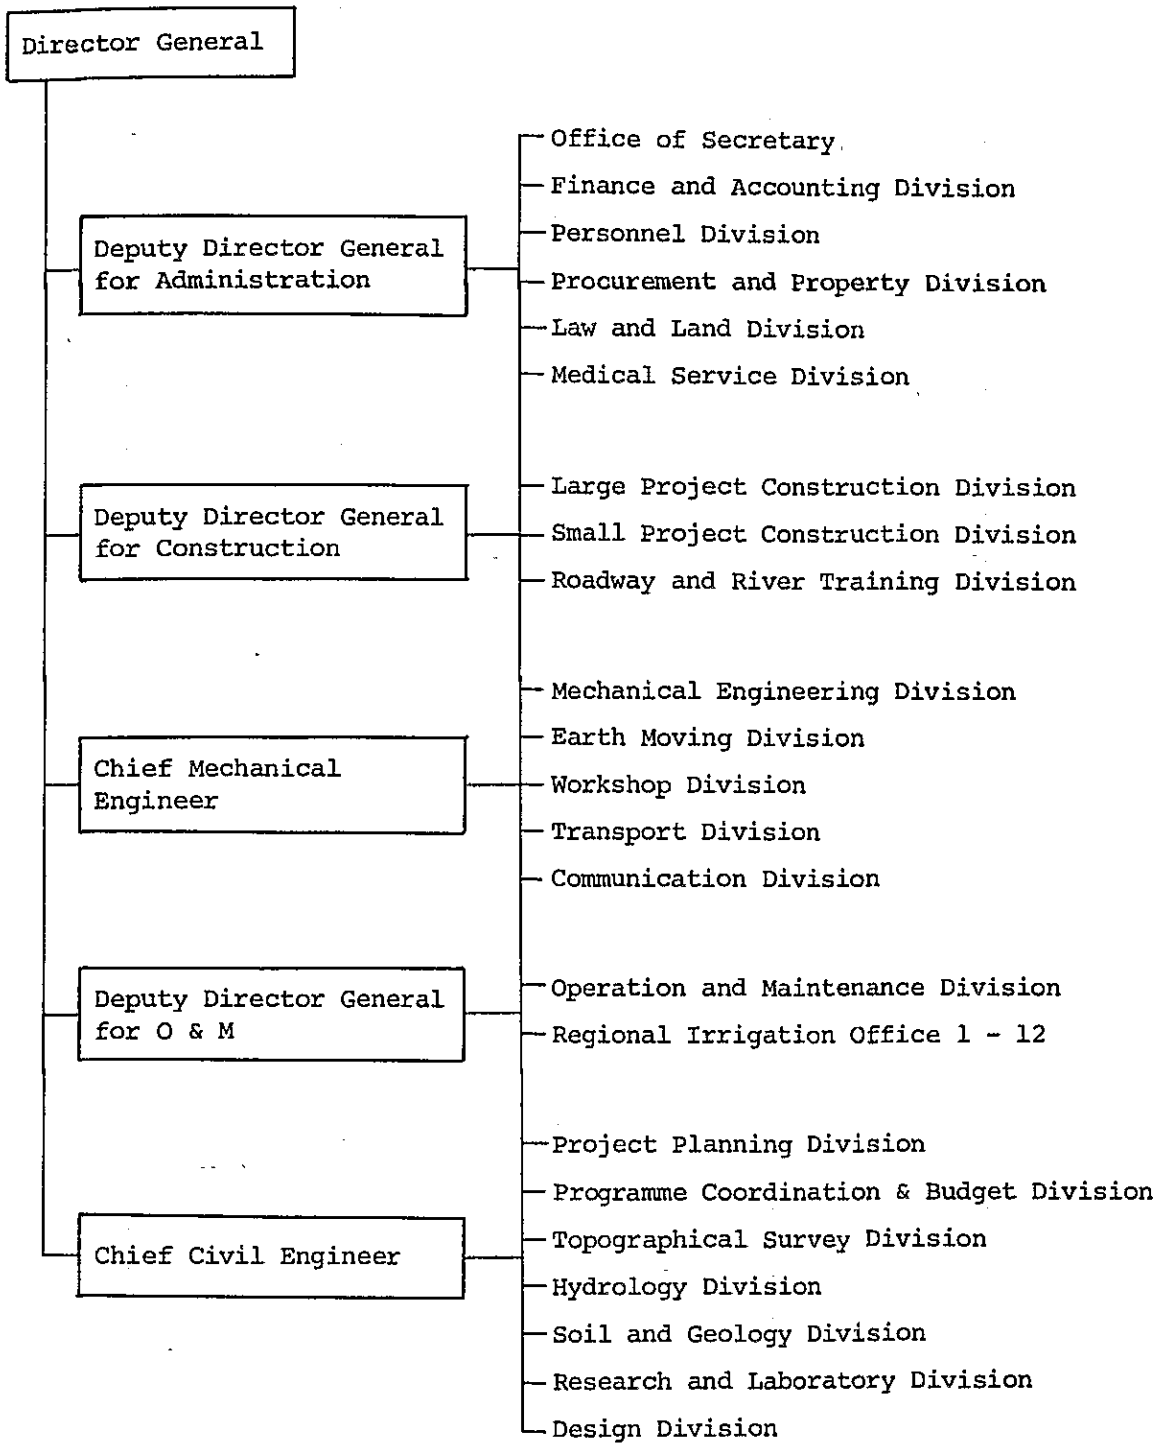 Director General
Office of Secretary
Finance and Accounting Division
Deputy Director General
for Administration
Personnel Division
Procurement and Property Division
Law and Land Division
Medical Service Division
Deputy Director General
for Construction
Large Project Construction Division
Small Project Construction Division
Roadway and River Training Division
Chief Mechanical
Engineer
Mechanical Engineering Division
Earth Moving Division
Workshop Division
Transport Division
Communication Division
Deputy Director General
for O & M
Operation and Maintenance Division
Regional Irrigation Office 1 - 12
Chief Civil Engineer
Project Planning Division
Programme Coordination & Budget Division
Topographical Survey Division
Hydrology Division
Soil and Geology Division
Research and Laboratory Division
Design Division